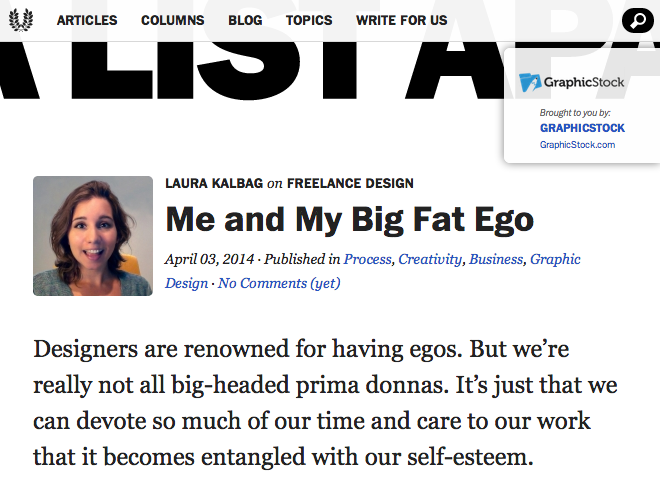 ARTICLES COLUMNS BLOG TOPICS WRITE FOR US
A LIST APA
GraphicStock
Brought to you by:
GRAPHICSTOCK
GraphicStock.com
LAURA KALBAG on FREELANCE DESIGN
Me and My Big Fat Ego
April 03, 2014 · Published in Process, Creativity, Business, Graphic
Design · No Comments (yet)
Designers are renowned for having egos. But we’re
really not all big-headed prima donnas. It’s just that we
can devote so much of our time and care to our work
that it becomes entangled with our self-esteem.